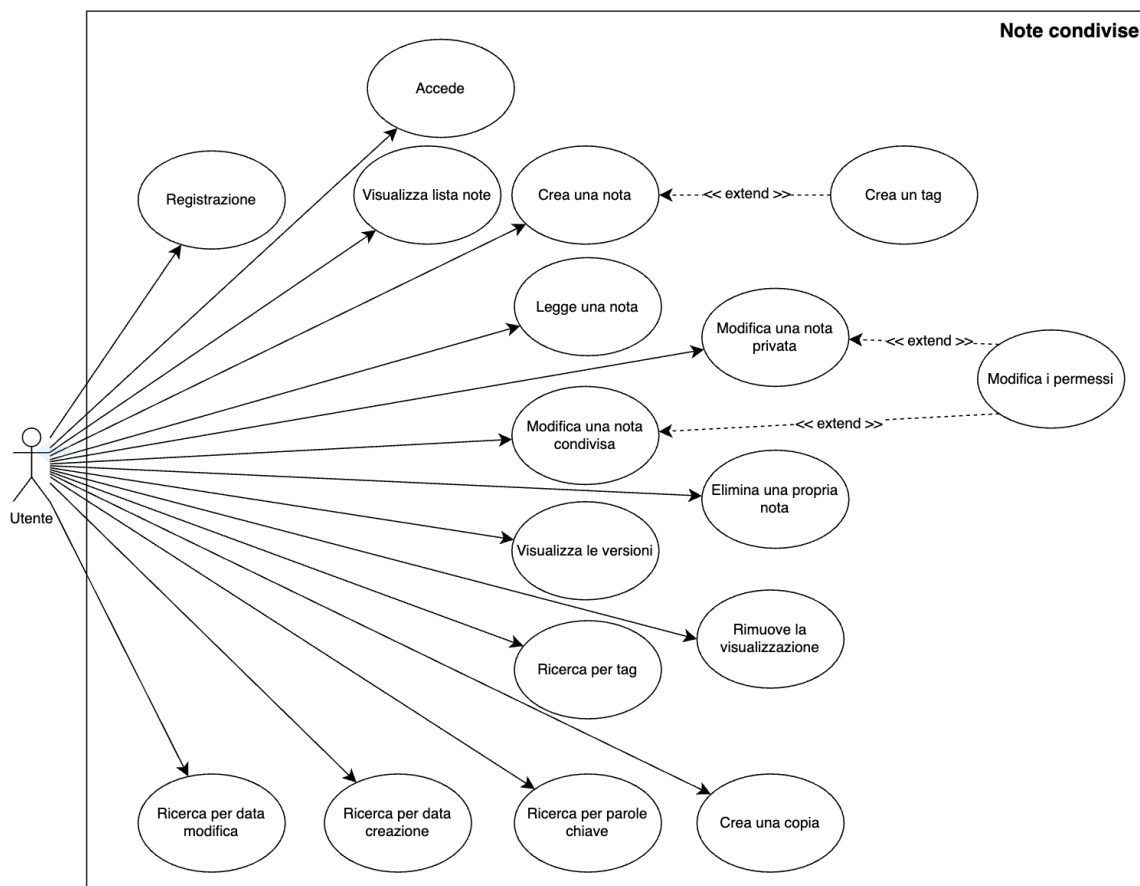 Note condivise
Accede
Registrazione
Visualizza lista note
Crea una nota
<< extend >>
Crea un tag
Legge una nota
Modifica una nota
privata
<< extend >>
Modifica i permessi
Modifica una nota
condivisa
<< extend >>
Utente
Elimina una propria
nota
Visualizza le versioni
Rimuove la
visualizzazione
Ricerca per tag
Ricerca per data
modifica
Ricerca per data
creazione
Ricerca per parole
chiave
Crea una copia